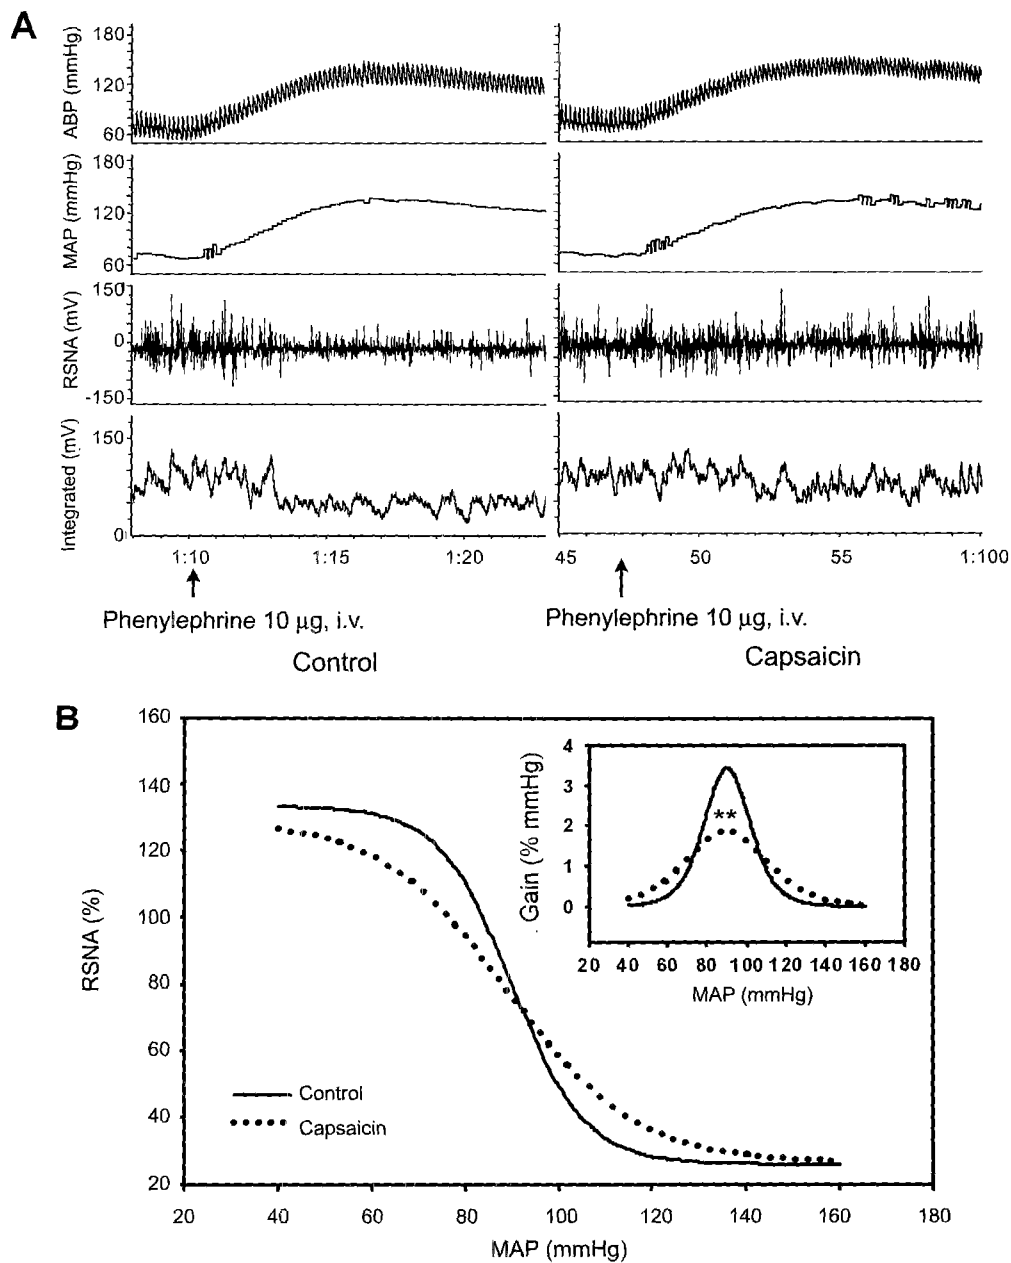 A
ABP (mmHg)
180
120
60
MAP (mmHg)
180
120
60
RSNA (mV)
150
0
-150
Integrated (mV)
150
0
1:10 1:15 1:20
45 50 55 1:100
Phenylephrine 10 μg, i.v.
Phenylephrine 10 μg, i.v.
Control
Capsaicin
B
RSNA (%)
160
140
120
100
80
60
40
20
20 40 60 80 100 120 140 160 180
MAP (mmHg)
Control
Capsaicin
Gain (% mmHg)
4
3
2
1
0
**
20 40 60 80 100 120 140 160 180
MAP (mmHg)